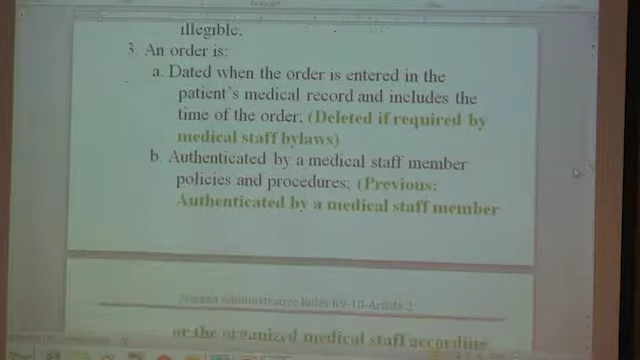 illegible.
3. An order is:
a. Dated when the order is entered in the
patient's medical record and includes the
time of the order; (Deleted if required by
medical staff bylaws)
b. Authenticated by a medical staff member
policies and procedures; (Previous:
Authenticated by a medical staff member
Arizona Administrative Rules R9-10-Article 2
or the organized medical staff according